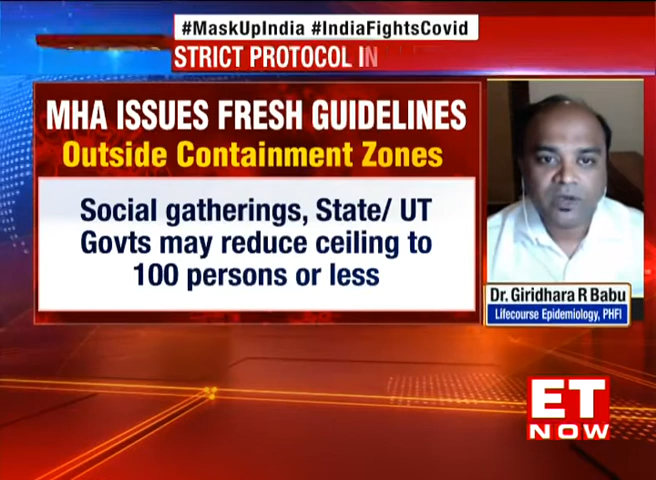 #MaskUpIndia #IndiaFightsCovid
STRICT PROTOCOL IN
MHA ISSUES FRESH GUIDELINES
Outside Containment Zones
Social gatherings, State/ UT
Govts may reduce ceiling to
100 persons or less
Dr. Giridhara R Babu
Lifecourse Epidemiology, PHFI
ET
NOW